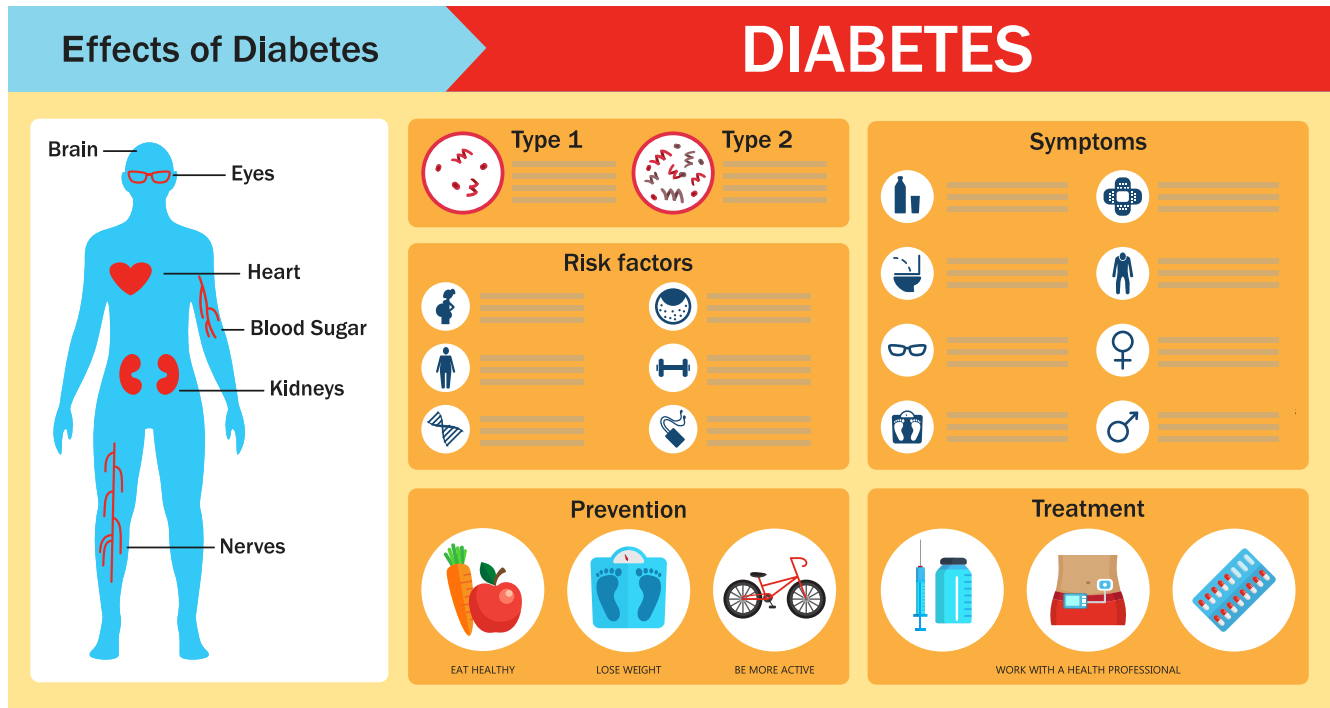 Effects of Diabetes
DIABETES
Brain
Eyes
Heart
Blood Sugar
Kidneys
Nerves
Type 1
Type 2
Risk factors
Symptoms
Prevention
EAT HEALTHY
LOSE WEIGHT
BE MORE ACTIVE
Treatment
WORK WITH A HEALTH PROFESSIONAL